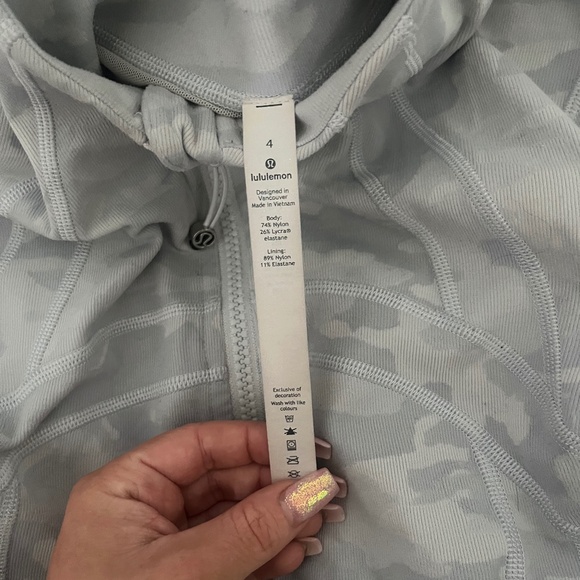 4
lululemon
Designed in
Vancouver
Made in Vietnam
Body:
74% Nylon
26% Lycra®
elastane
Lining:
89% Nylon
11% Elastane
Exclusive of
decoration
Wash with like
colours